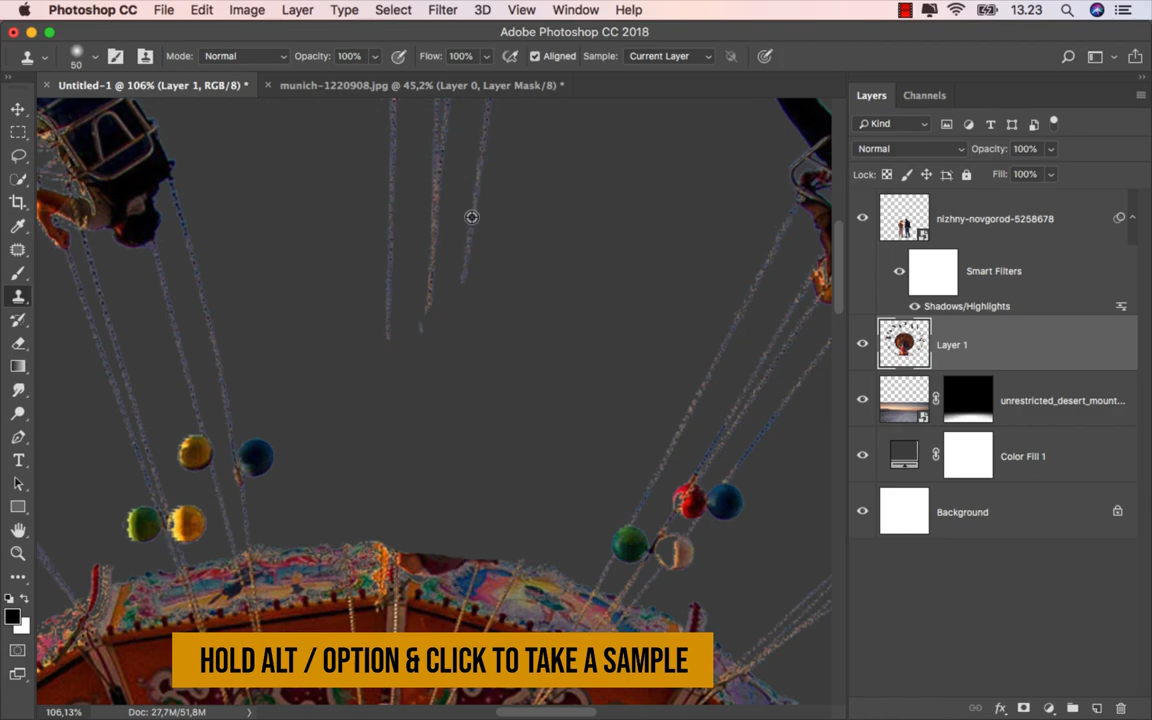 Photoshop CC File Edit Image Layer Type Select Filter 3D View Window Help 13.23
Adobe Photoshop CC 2018
50 Mode: Normal Opacity: 100% Flow: 100% Aligned Sample: Current Layer
Untitled-1 @ 106% (Layer 1, RGB/8) * munich-1220908.jpg @ 45,2% (Layer 0, Layer Mask/8) *
Layers Channels
Kind
Normal Opacity: 100%
Lock: Fill: 100%
nizhny-novgorod-5258678
Smart Filters
Shadows/Highlights
Layer 1
unrestricted_desert_mount...
Color Fill 1
Background
HOLD ALT / OPTION & CLICK TO TAKE A SAMPLE
106,13% Doc: 27,7M/51,8M